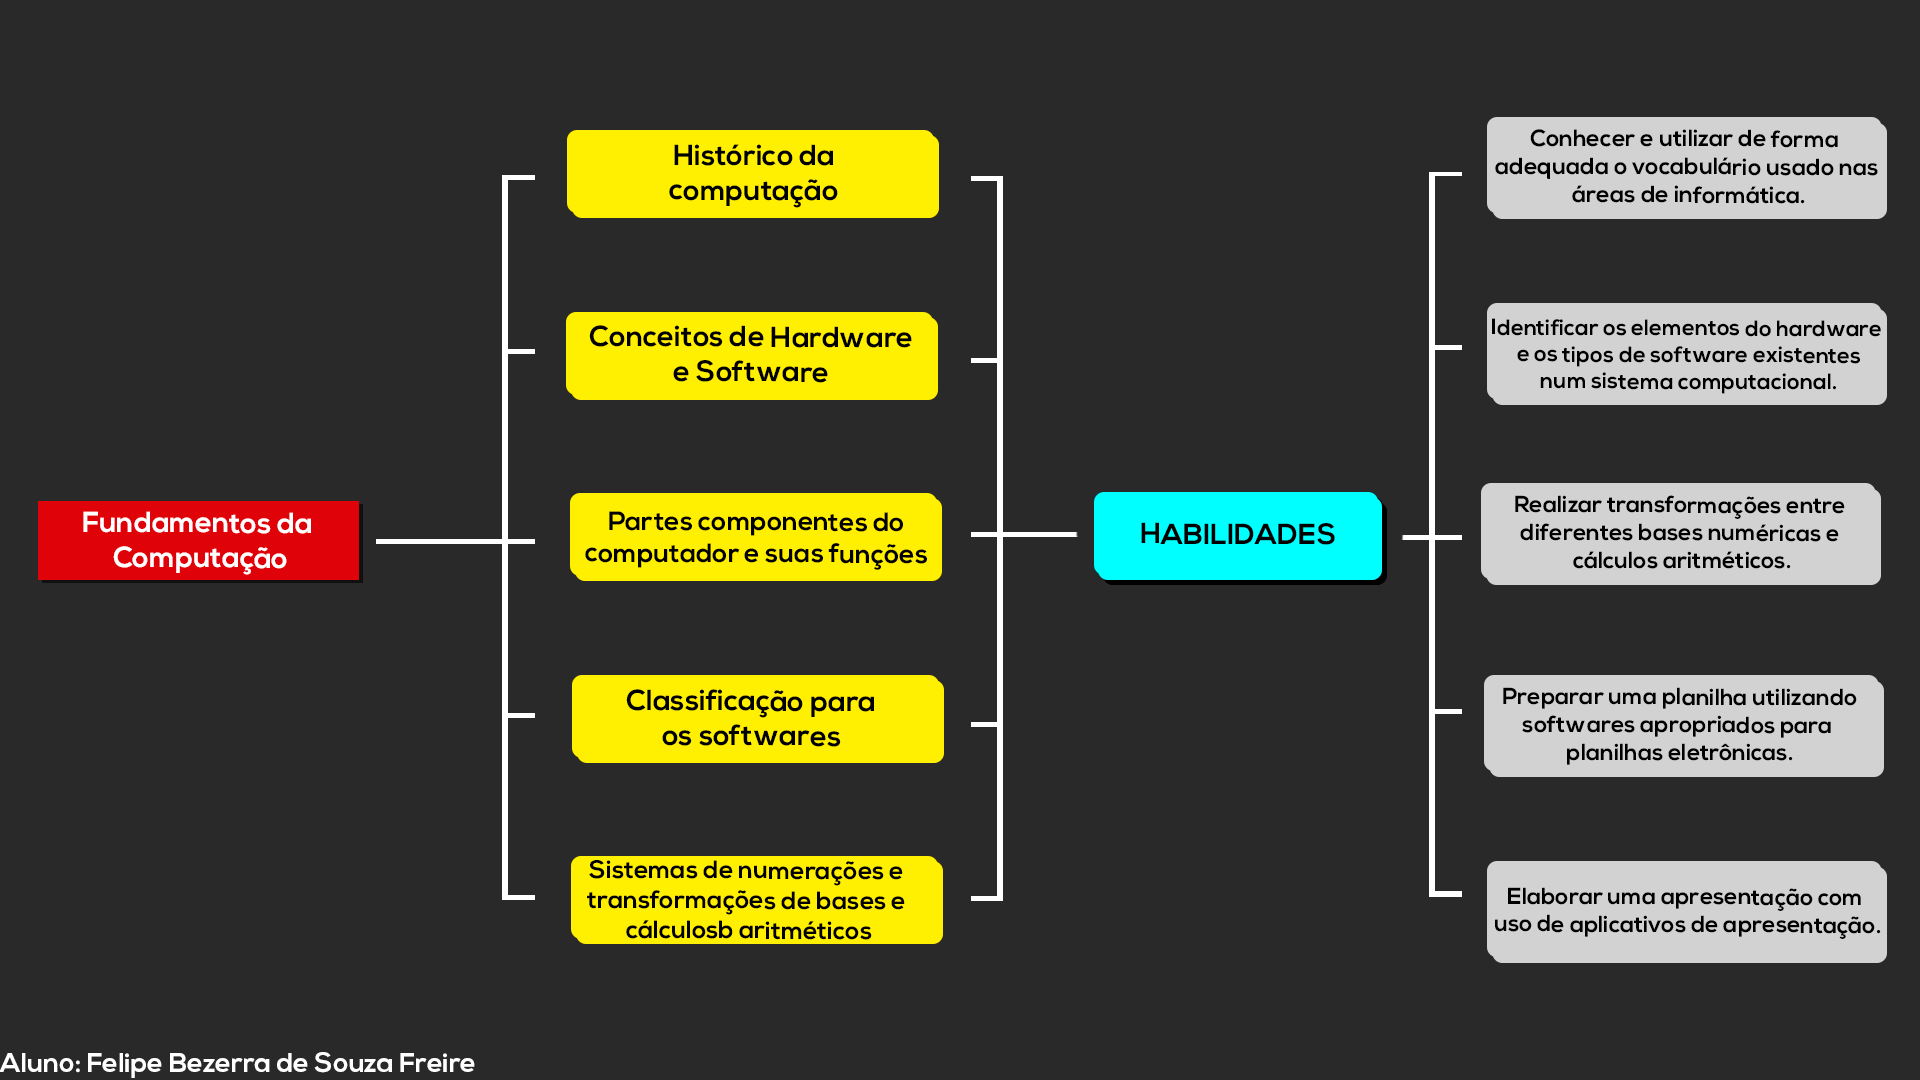 Fundamentos da
Computação
Histórico da
computação
Conceitos de Hardware
e Software
Partes componentes do
computador e suas funções
Classificação para
os softwares
Sistemas de numerações e
transformações de bases e
cálculosb aritméticos
HABILIDADES
Conhecer e utilizar de forma
adequada o vocabulário usado nas
áreas de informática.
Identificar os elementos do hardware
e os tipos de software existentes
num sistema computacional.
Realizar transformações entre
diferentes bases numéricas e
cálculos aritméticos.
Preparar uma planilha utilizando
softwares apropriados para
planilhas eletrônicas.
Elaborar uma apresentação com
uso de aplicativos de apresentação.
Aluno: Felipe Bezerra de Souza Freire